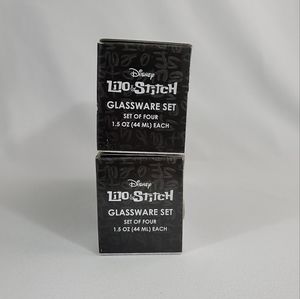 Disney
LILO & STITCH
GLASSWARE SET
SET OF FOUR
1.5 OZ (44 ML) EACH
Disney
LILO & STITCH
GLASSWARE SET
SET OF FOUR
1.5 OZ (44 ML) EACH